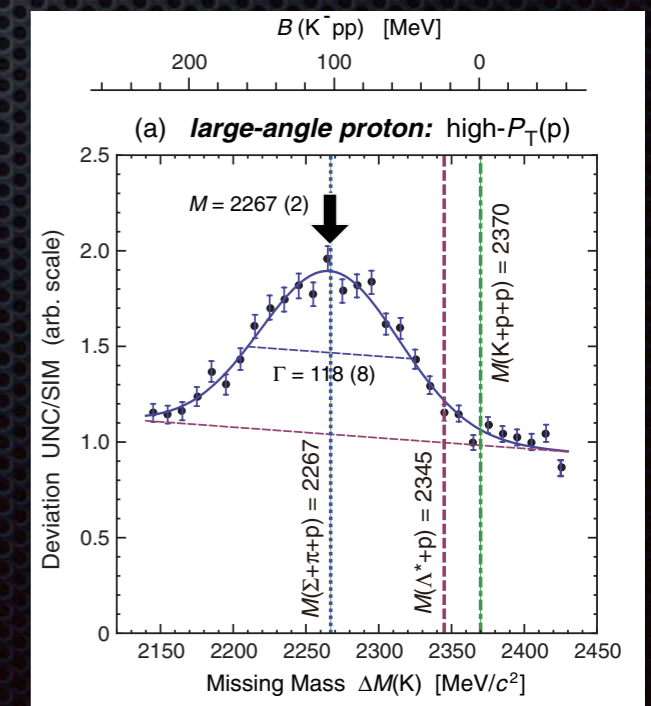 B (K⁻pp) [MeV]
200 100 0
(a) large-angle proton: high-P_T(p)
2.5
2.0
1.5
1.0
0.5
0
Deviation UNC/SIM (arb. scale)
M = 2267 (2)
Γ = 118 (8)
M(Σ+π+p) = 2267
M(Λ*+p) = 2345
M(K+p+p) = 2370
2150 2200 2250 2300 2350 2400 2450
Missing Mass ΔM(K) [MeV/c²]